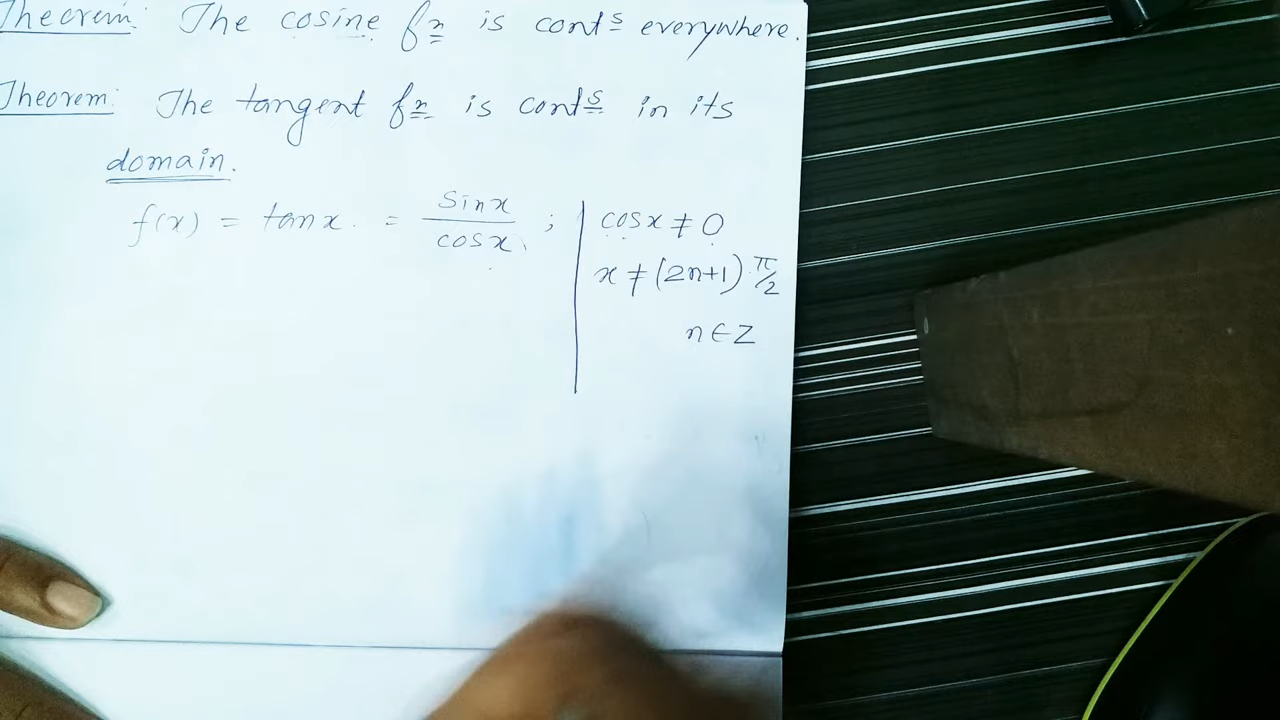 Theorem: The cosine fn is conts everywhere.
Theorem: The tangent fn is conts in its
domain.
f(x) = tan x. = sin x / cos x ; | cos x ≠ 0
x ≠ (2n+1) π/2
n ∈ Z